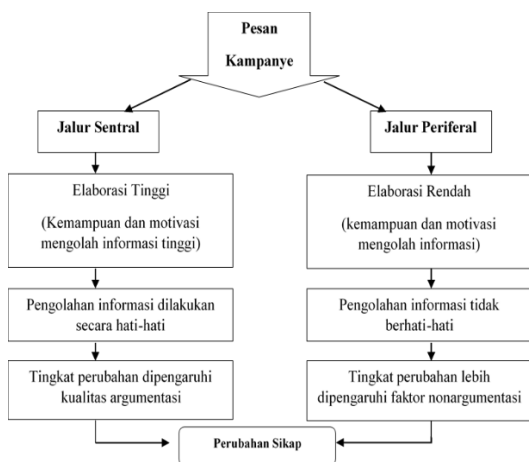 Pesan
Kampanye
Jalur Sentral
Jalur Periferal
Elaborasi Tinggi
(Kemampuan dan motivasi
mengolah informasi tinggi)
Elaborasi Rendah
(kemampuan dan motivasi
mengolah informasi)
Pengolahan informasi dilakukan
secara hati-hati
Pengolahan informasi tidak
berhati-hati
Tingkat perubahan dipengaruhi
kualitas argumentasi
Tingkat perubahan lebih
dipengaruhi faktor nonargumentasi
Perubahan Sikap